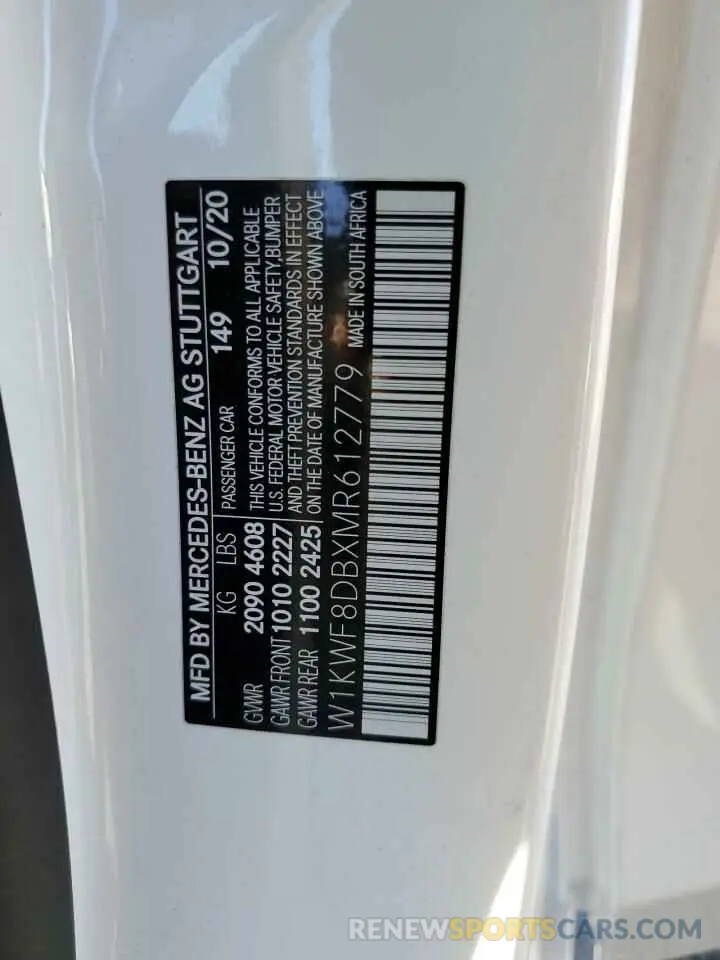 MFD BY MERCEDES-BENZ AG STUTTGART
KG LBS PASSENGER CAR 149 10/20
GVWR 2090 4608
GAWR FRONT 1010 2227
GAWR REAR 1100 2425
THIS VEHICLE CONFORMS TO ALL APPLICABLE
U.S. FEDERAL MOTOR VEHICLE SAFETY,BUMPER
AND THEFT PREVENTION STANDARDS IN EFFECT
ON THE DATE OF MANUFACTURE SHOWN ABOVE
W1KWF8DBXMR612779
MADE IN SOUTH AFRICA
RENEWSPORTSCARS.COM